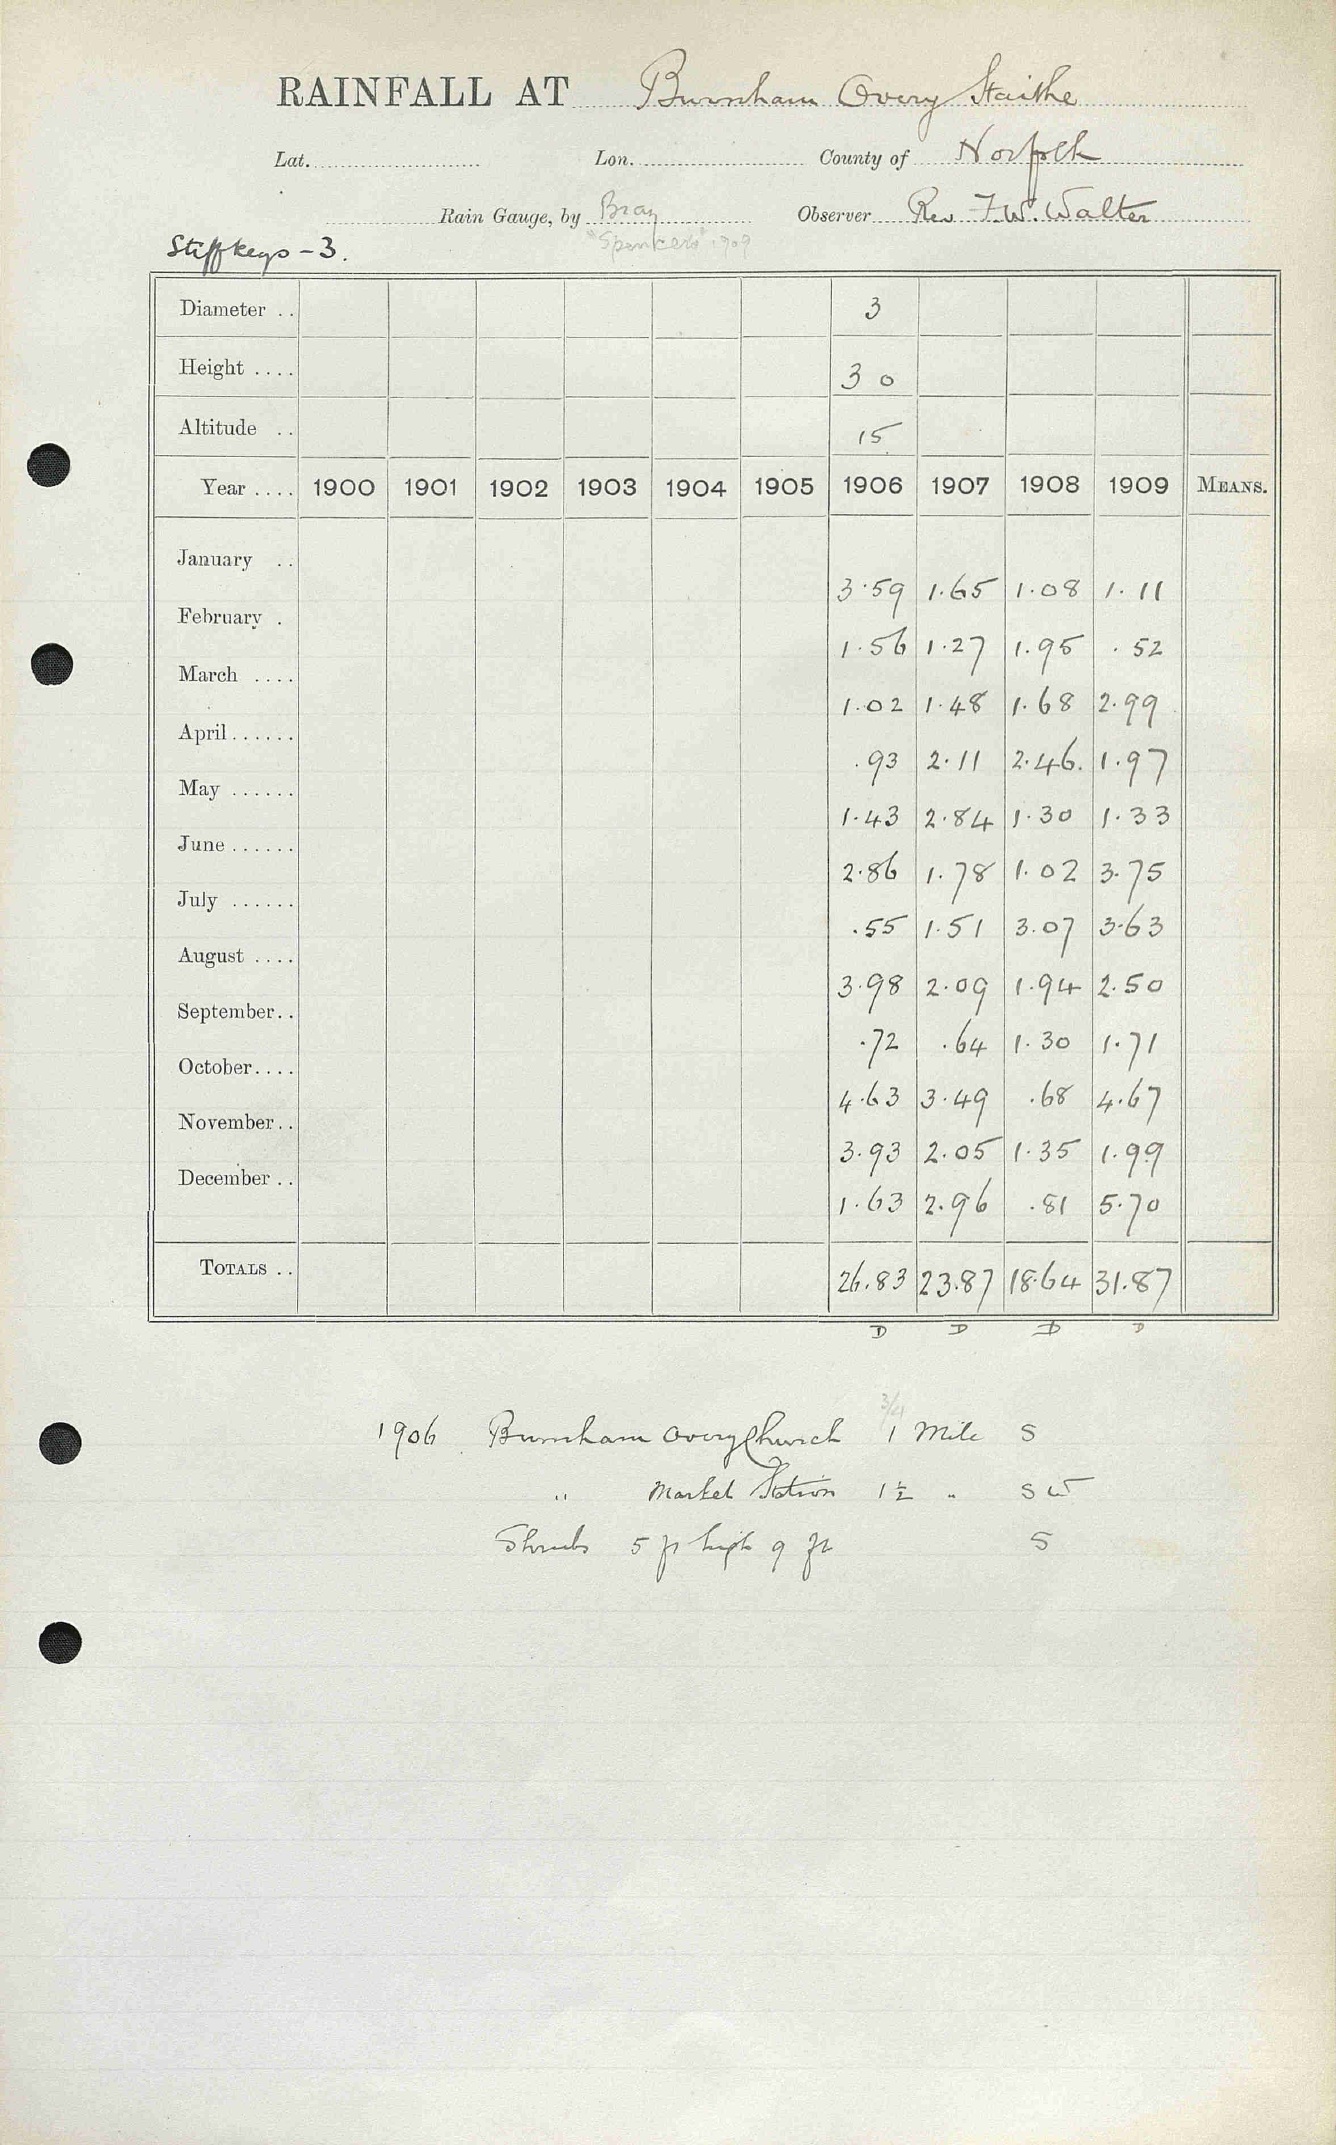 RAINFALL AT Burnham Overy Staithe
Lat. Lon. County of Norfolk
Rain Gauge, by Bray Observer Rev F.W. Walter
"Spenkelo" 1909
Stiffkeys - 3.
Diameter .. 3
Height .... 3 0
Altitude .. 15
Year .... 1900 1901 1902 1903 1904 1905 1906 1907 1908 1909 MEANS.
January .. 3.59 1.65 1.08 1.11
February . 1.56 1.27 1.95 .52
March .... 1.02 1.48 1.68 2.99
April ...... .93 2.11 2.46. 1.97
May ...... 1.43 2.84 1.30 1.33
June ...... 2.86 1.78 1.02 3.75
July ...... .55 1.51 3.07 3.63
August .... 3.98 2.09 1.94 2.50
September.. .72 .64 1.30 1.71
October.... 4.63 3.49 .68 4.67
November.. 3.93 2.05 1.35 1.99
December .. 1.63 2.96 .81 5.70
TOTALS .. 26.83 23.87 18.64 31.87
D D D D
3/4
1906 Burnham Overy Church 1 Mile S
" Market Station 1½ " SW
Shrubs 5 ft high 9 ft S